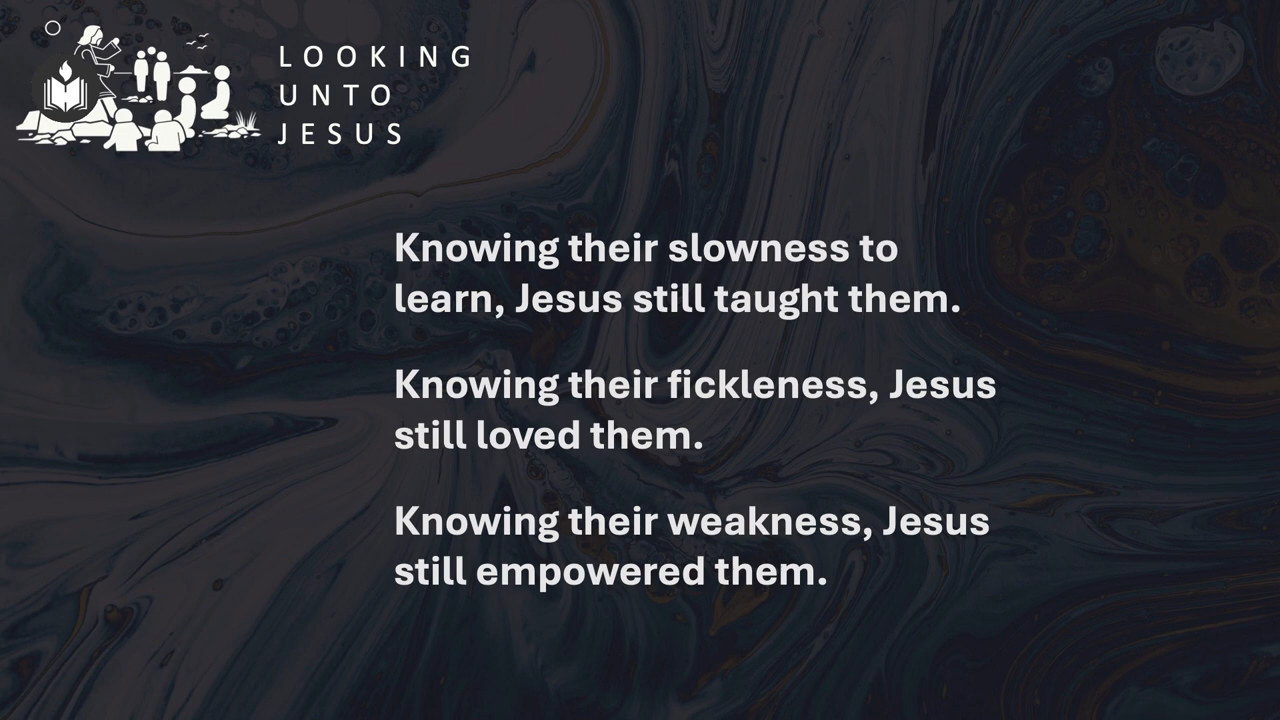 LOOKING
UNTO
JESUS
Knowing their slowness to
learn, Jesus still taught them.
Knowing their fickleness, Jesus
still loved them.
Knowing their weakness, Jesus
still empowered them.